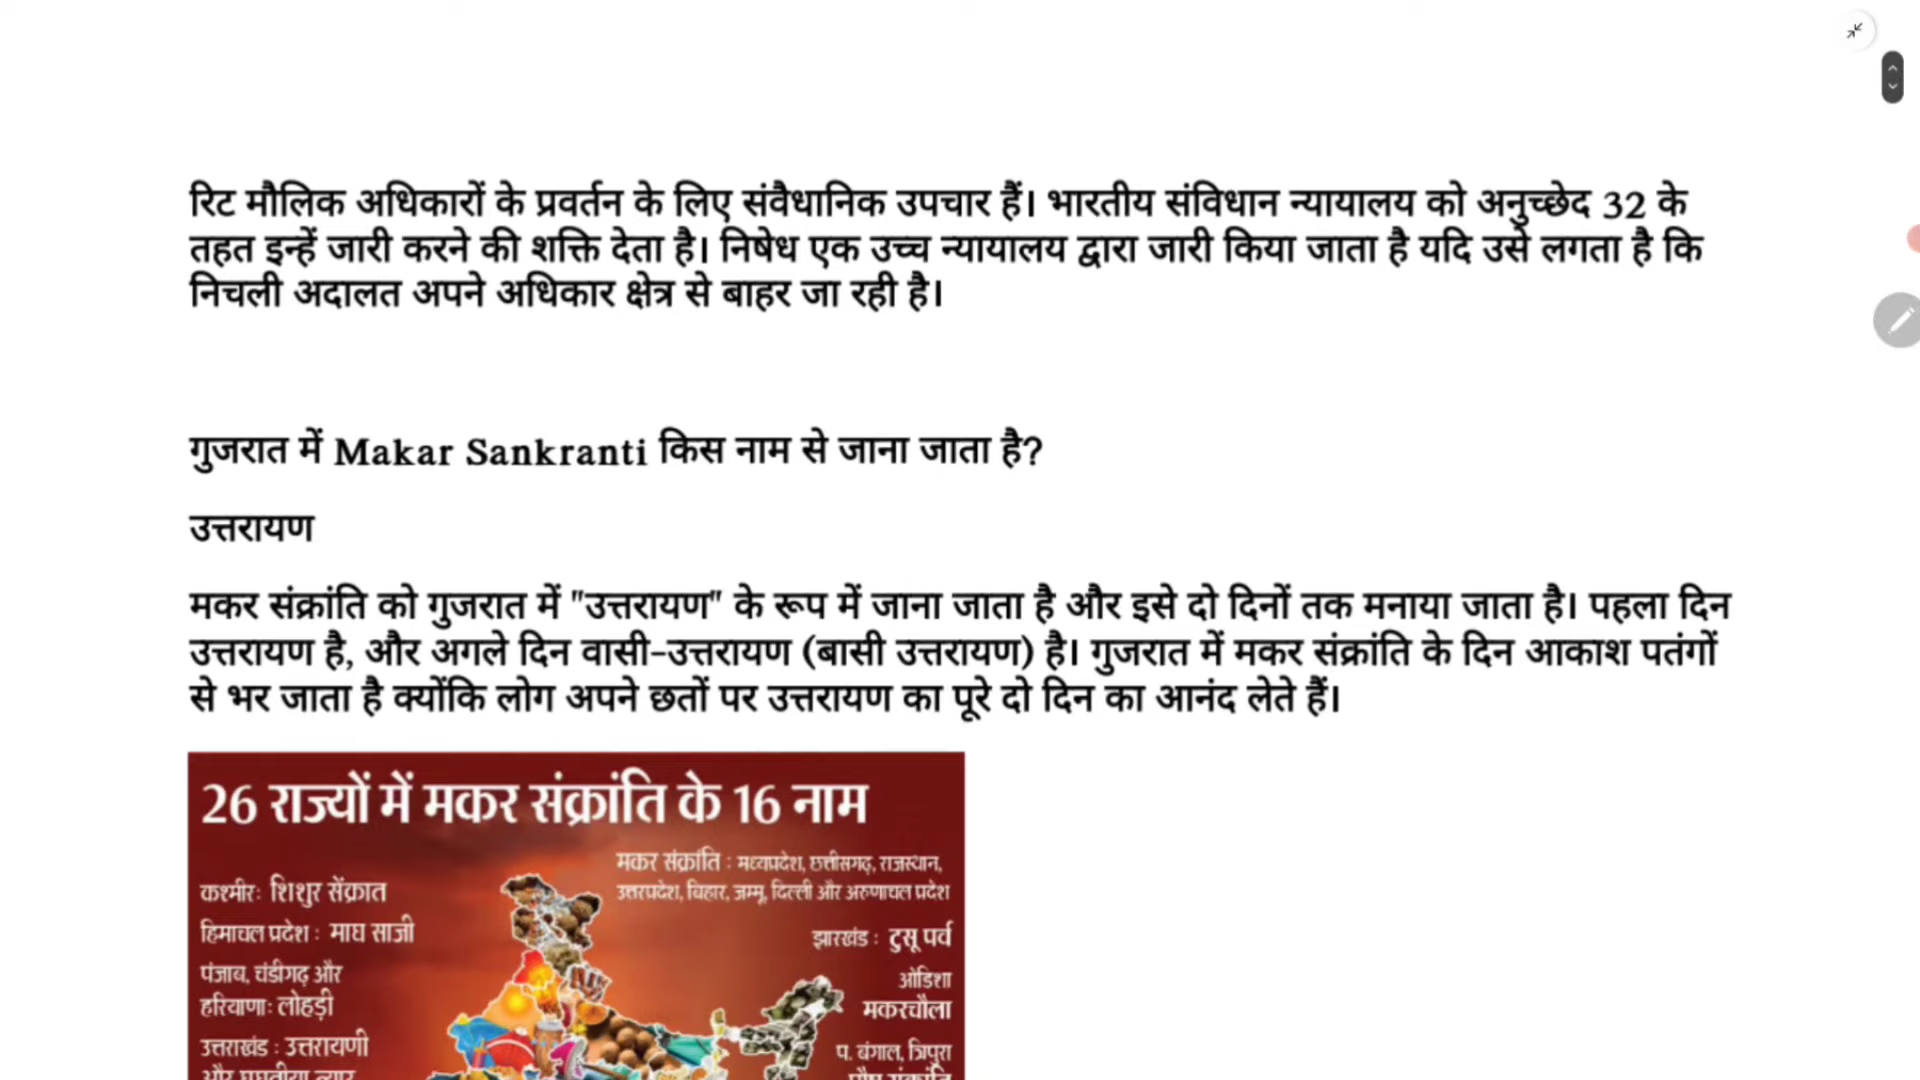 रिट मौलिक अधिकारों के प्रवर्तन के लिए संवैधानिक उपचार हैं। भारतीय संविधान न्यायालय को अनुच्छेद 32 के
तहत इन्हें जारी करने की शक्ति देता है। निषेध एक उच्च न्यायालय द्वारा जारी किया जाता है यदि उसे लगता है कि
निचली अदालत अपने अधिकार क्षेत्र से बाहर जा रही है।
गुजरात में Makar Sankranti किस नाम से जाना जाता है?
उत्तरायण
मकर संक्रांति को गुजरात में "उत्तरायण" के रूप में जाना जाता है और इसे दो दिनों तक मनाया जाता है। पहला दिन
उत्तरायण है, और अगले दिन वासी-उत्तरायण (बासी उत्तरायण) है। गुजरात में मकर संक्रांति के दिन आकाश पतंगों
से भर जाता है क्योंकि लोग अपने छतों पर उत्तरायण का पूरे दो दिन का आनंद लेते हैं।
26 राज्यों में मकर संक्रांति के 16 नाम
मकर संक्रांति : मध्यप्रदेश, छत्तीसगढ़, राजस्थान,
उत्तरप्रदेश, बिहार, जम्मू, दिल्ली और अरुणाचल प्रदेश
कश्मीर: शिशुर सेंक्रात
हिमाचल प्रदेश : माघ साजी
पंजाब, चंडीगढ़ और
हरियाणा: लोहड़ी
उत्तराखंड : उत्तरायणी
झारखंड : टुसू पर्व
ओडिशा
मकरचौला
प. बंगाल, त्रिपुरा